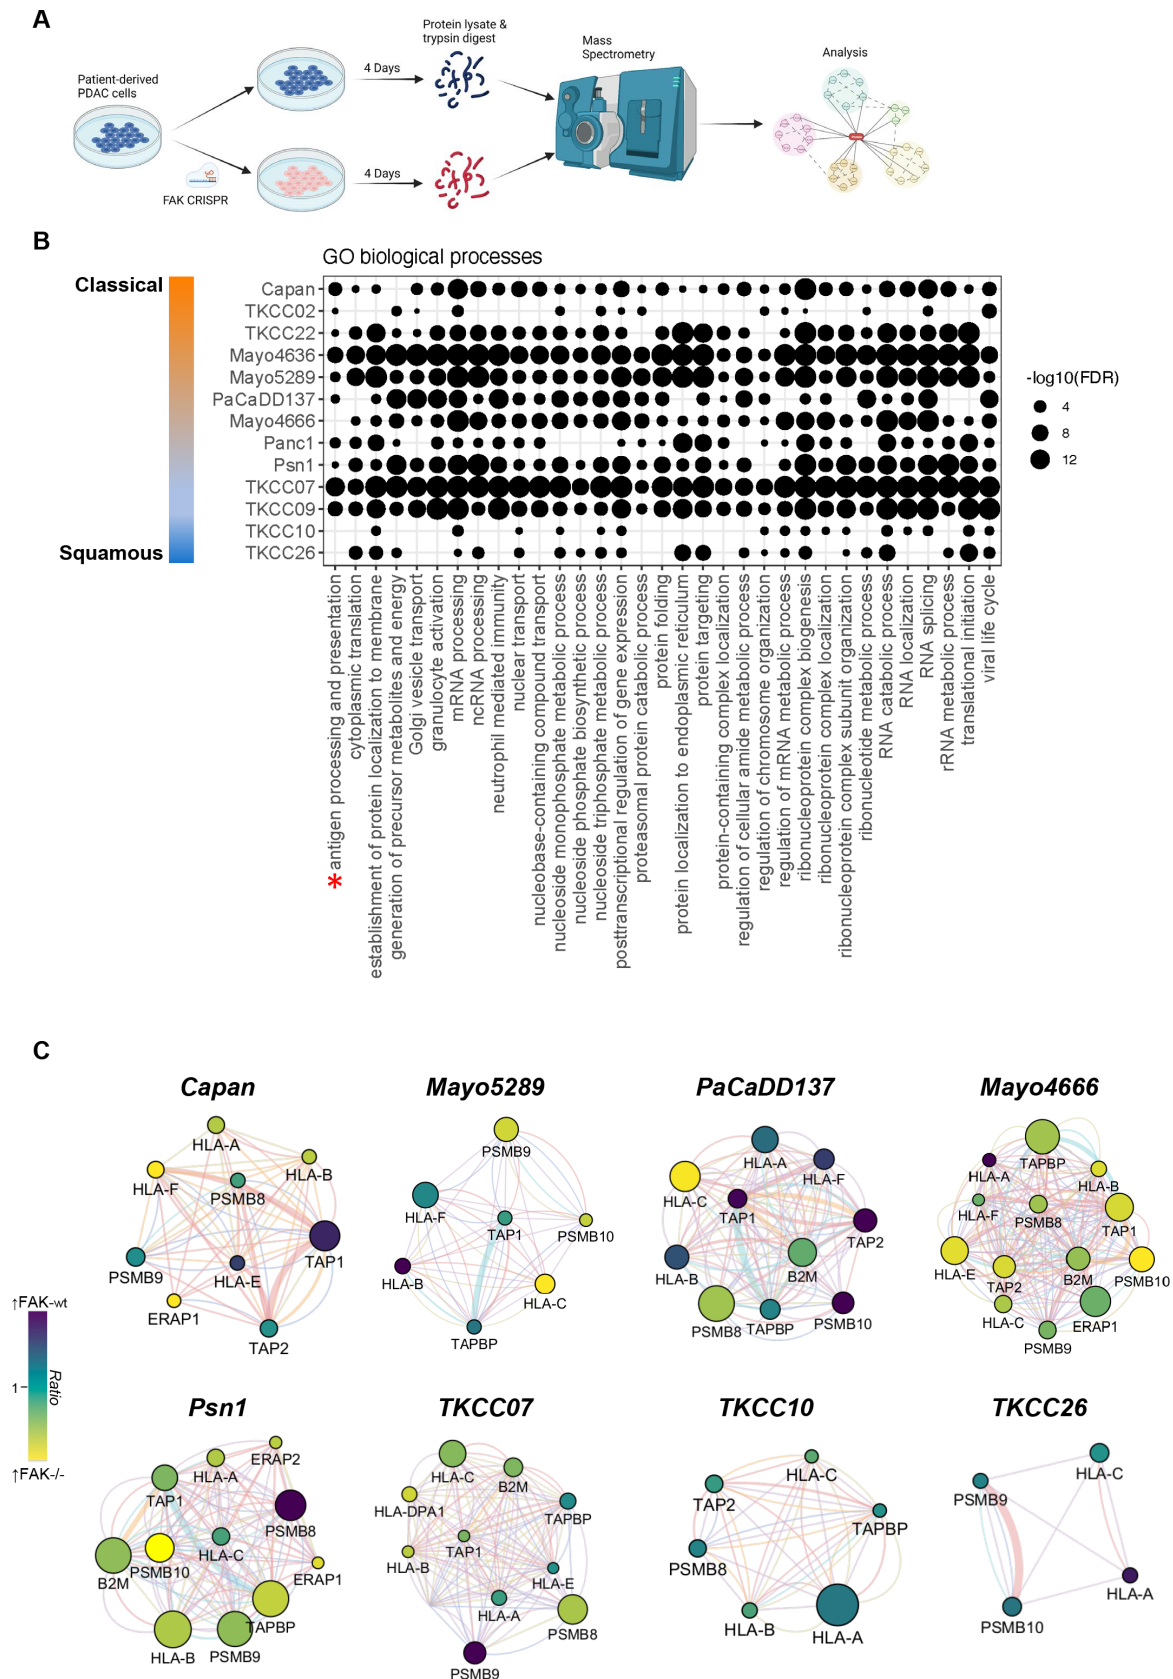 A
Patient-derived
PDAC cells
FAK CRISPR
4 Days
4 Days
Protein lysate &
trypsin digest
Mass
Spectrometry
Analysis
B
GO biological processes
Classical
Squamous
Capan
TKCC02
TKCC22
Mayo4636
Mayo5289
PaCaDD137
Mayo4666
Panc1
Psn1
TKCC07
TKCC09
TKCC10
TKCC26
-log10(FDR)
4
8
12
* antigen processing and presentation
cytoplasmic translation
establishment of protein localization to membrane
generation of precursor metabolites and energy
Golgi vesicle transport
granulocyte activation
mRNA processing
ncRNA processing
neutrophil mediated immunity
nuclear transport
nucleobase-containing compound transport
nucleoside monophosphate metabolic process
nucleoside phosphate biosynthetic process
nucleoside triphosphate metabolic process
posttranscriptional regulation of gene expression
proteasomal protein catabolic process
protein folding
protein localization to endoplasmic reticulum
protein targeting
protein-containing complex localization
regulation of cellular amide metabolic process
regulation of chromosome organization
regulation of mRNA metabolic process
ribonucleoprotein complex biogenesis
ribonucleoprotein complex localization
ribonucleoprotein complex subunit organization
ribonucleotide metabolic process
RNA catabolic process
RNA localization
RNA splicing
rRNA metabolic process
translational initiation
viral life cycle
C
↑FAK-wt
1
Ratio
↑FAK-/-
Capan
HLA-A
HLA-B
HLA-F
PSMB8
TAP1
PSMB9
HLA-E
ERAP1
TAP2
Mayo5289
PSMB9
HLA-F
TAP1
PSMB10
HLA-B
HLA-C
TAPBP
PaCaDD137
HLA-A
HLA-F
HLA-C
TAP1
TAP2
HLA-B
B2M
PSMB8
TAPBP
PSMB10
Mayo4666
TAPBP
HLA-A
HLA-B
HLA-F
PSMB8
TAP1
HLA-E
TAP2
B2M
PSMB10
HLA-C
ERAP1
PSMB9
Psn1
ERAP2
HLA-A
TAP1
PSMB8
HLA-C
B2M
PSMB10
ERAP1
TAPBP
HLA-B
PSMB9
TKCC07
HLA-C
B2M
HLA-DPA1
TAPBP
TAP1
HLA-B
HLA-E
HLA-A
PSMB8
PSMB9
TKCC10
HLA-C
TAP2
TAPBP
PSMB8
HLA-B
HLA-A
TKCC26
HLA-C
PSMB9
HLA-A
PSMB10